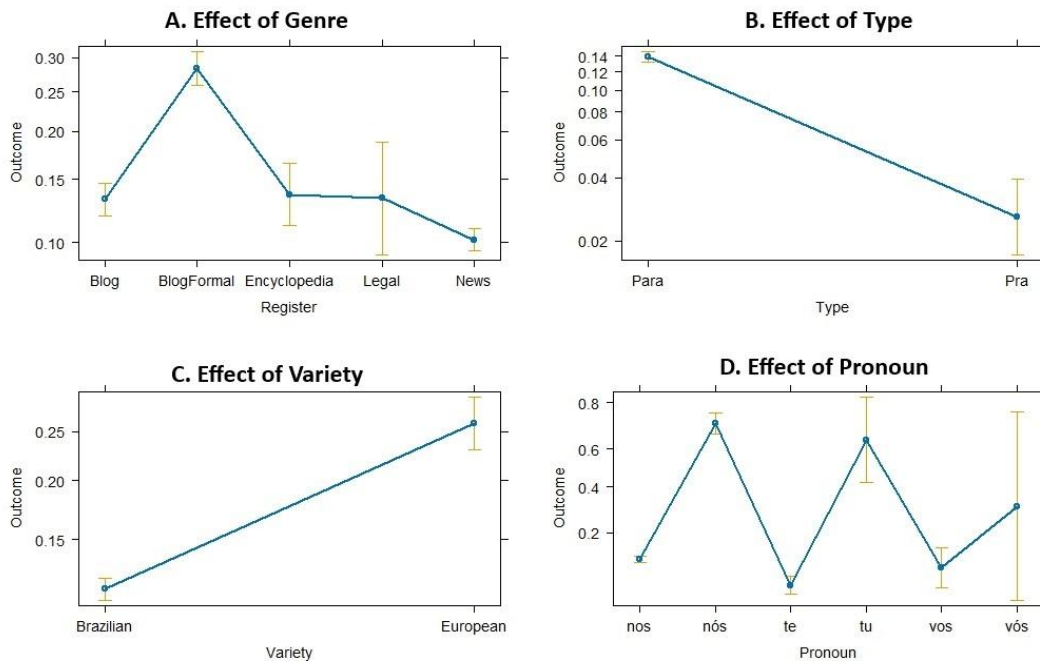 A. Effect of Genre
0.30
0.25
0.20
0.15
0.10
Outcome
Blog BlogFormal Encyclopedia Legal News
Register
B. Effect of Type
0.14
0.12
0.10
0.08
0.06
0.04
0.02
Outcome
Para Pra
Type
C. Effect of Variety
0.25
0.20
0.15
Outcome
Brazilian European
Variety
D. Effect of Pronoun
0.8
0.6
0.4
0.2
Outcome
nos nós te tu vos vós
Pronoun